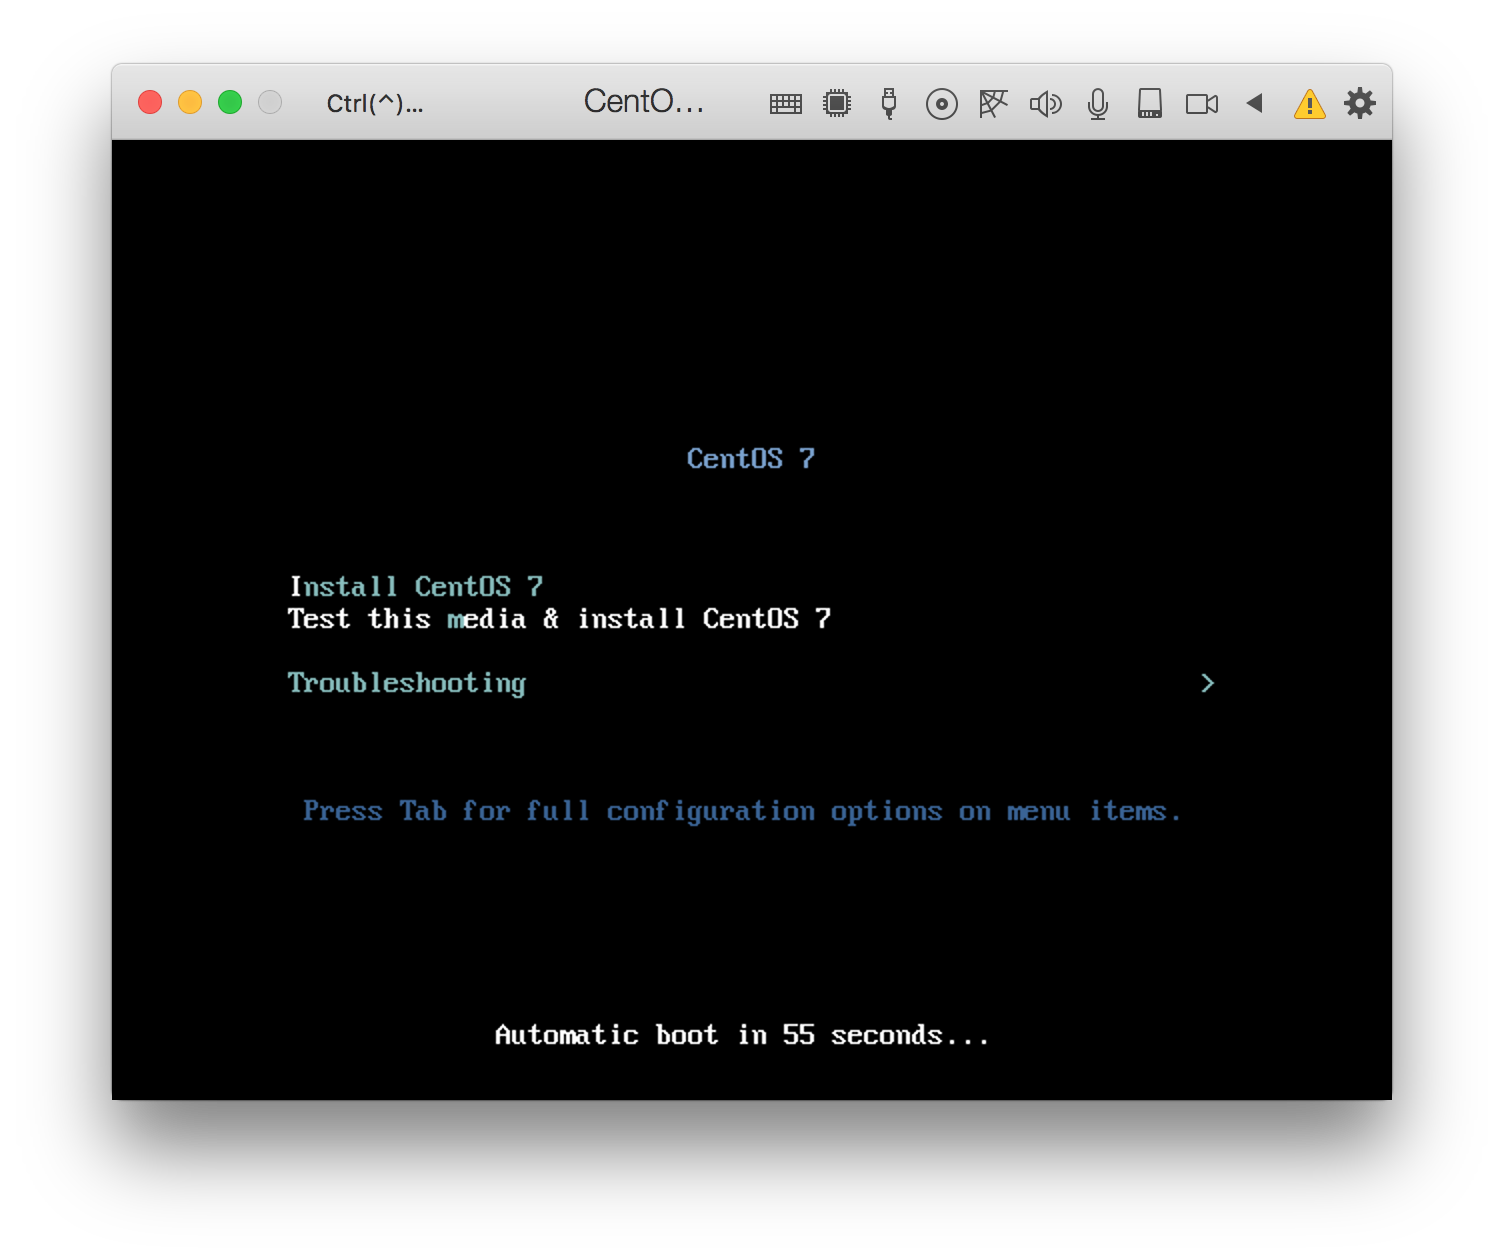 Ctrl(^)...
CentO...
CentOS 7
Install CentOS 7
Test this media & install CentOS 7
Troubleshooting >
Press Tab for full configuration options on menu items.
Automatic boot in 55 seconds...